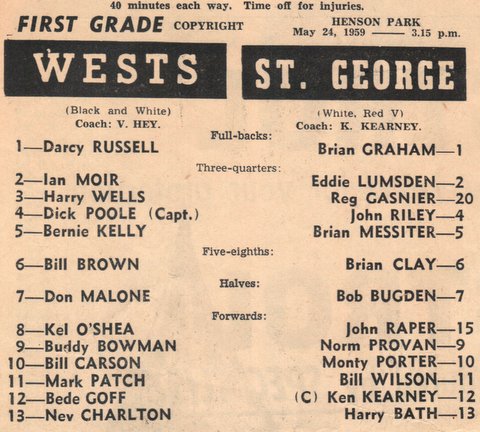 40 minutes each way. Time off for injuries.
FIRST GRADE COPYRIGHT HENSON PARK
May 24, 1959 — 3.15 p.m.
WESTS ST. GEORGE
(Black and White) (White, Red V)
Coach: V. HEY. Coach: K. KEARNEY.
Full-backs:
1—Darcy RUSSELL Brian GRAHAM—1
Three-quarters:
2—Ian MOIR Eddie LUMSDEN—2
3—Harry WELLS Reg GASNIER—20
4—Dick POOLE (Capt.) John RILEY—4
5—Bernie KELLY Brian MESSITER—5
Five-eighths:
6—Bill BROWN Brian CLAY—6
Halves:
7—Don MALONE Bob BUGDEN—7
Forwards:
8—Kel O'SHEA John RAPER—15
9—Buddy BOWMAN Norm PROVAN—9
10—Bill CARSON Monty PORTER—10
11—Mark PATCH Bill WILSON—11
12—Bede GOFF (C) Ken KEARNEY—12
13—Nev CHARLTON Harry BATH—13